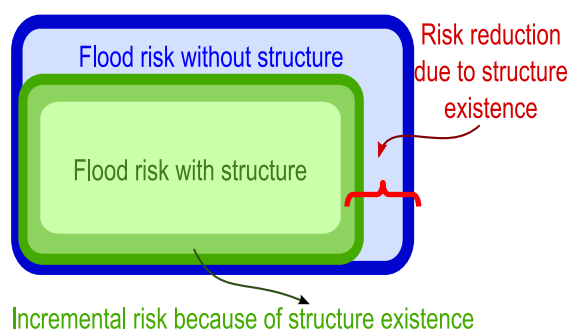 Flood risk without structure
Risk reduction
due to structure
existence
Flood risk with structure
Incremental risk because of structure existence